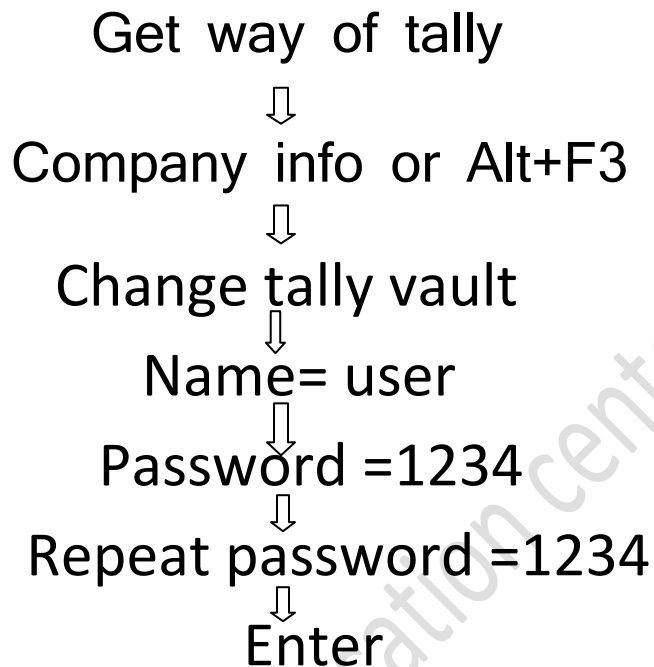 Get way of tally
Company info or Alt+F3
Change tally vault
Name= user
Password =1234
Repeat password =1234
Enter